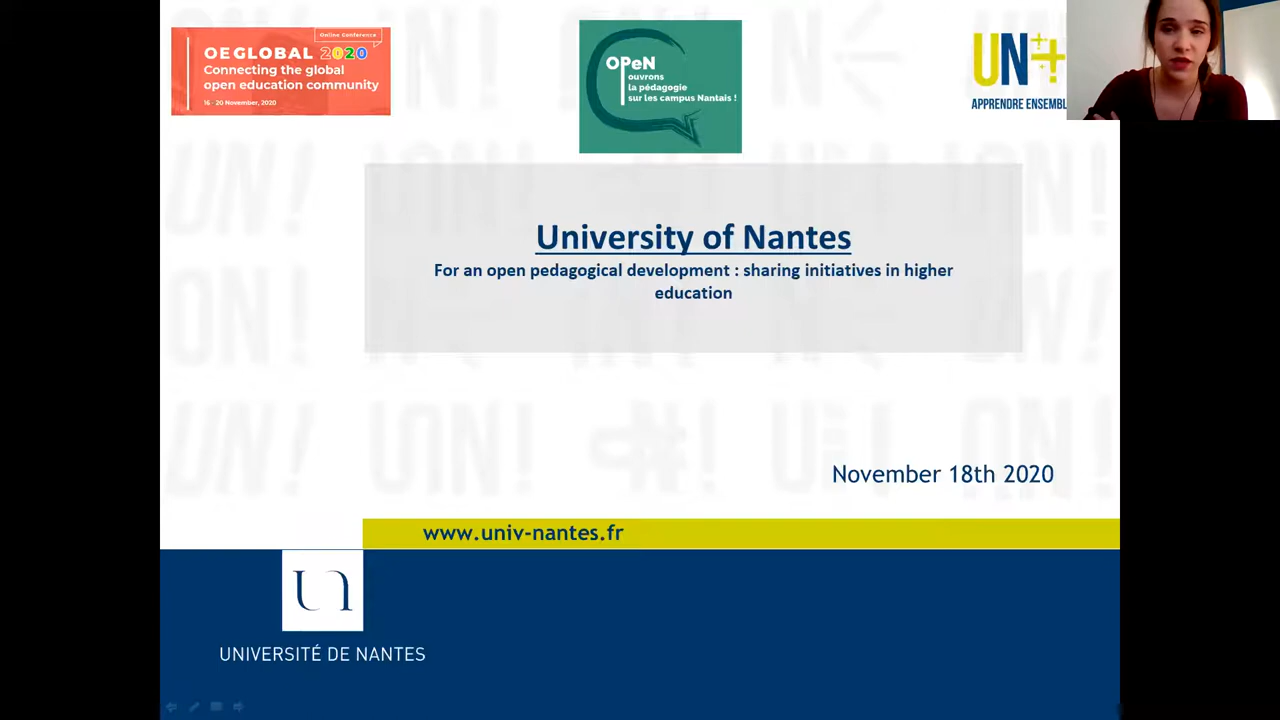 Online Conference
OEGLOBAL 2020
Connecting the global
open education community
16 - 20 November, 2020
OPeN
ouvrons
la pédagogie
sur les campus Nantais !
UN
APPRENDRE ENSEMBL
University of Nantes
For an open pedagogical development : sharing initiatives in higher
education
November 18th 2020
www.univ-nantes.fr
UN
UNIVERSITÉ DE NANTES